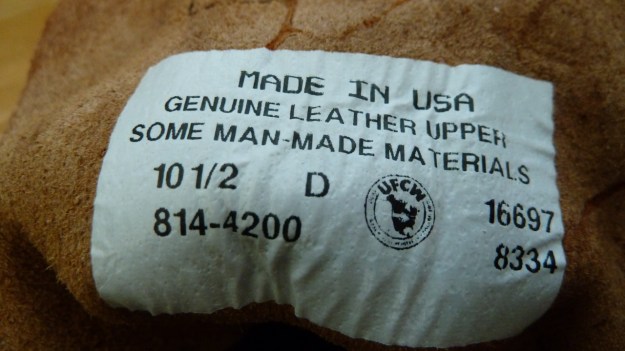 MADE IN USA
GENUINE LEATHER UPPER
SOME MAN-MADE MATERIALS
10 1/2 D
UFCW
814-4200
16697
8334